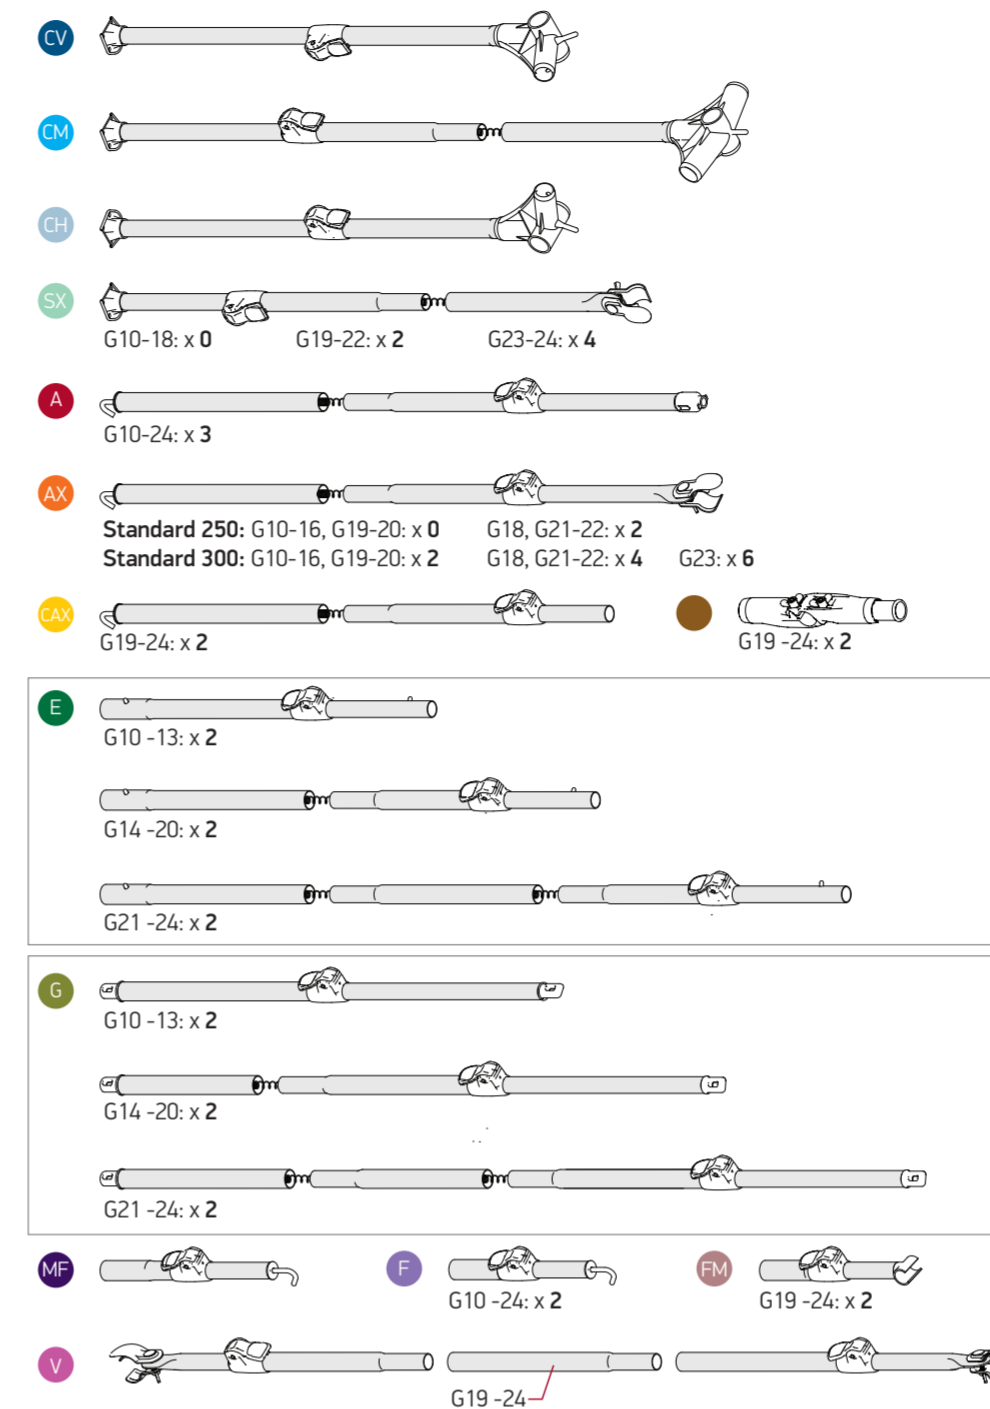 CV
CM
CH
SX
G10-18: x 0 G19-22: x 2 G23-24: x 4
A
G10-24: x 3
AX
Standard 250: G10-16, G19-20: x 0 G18, G21-22: x 2
Standard 300: G10-16, G19-20: x 2 G18, G21-22: x 4 G23: x 6
CAX
G19-24: x 2 G19 -24: x 2
E
G10 -13: x 2
G14 -20: x 2
G21 -24: x 2
G
G10 -13: x 2
G14 -20: x 2
G21 -24: x 2
MF F FM
G10 -24: x 2 G19 -24: x 2
V
G19 -24